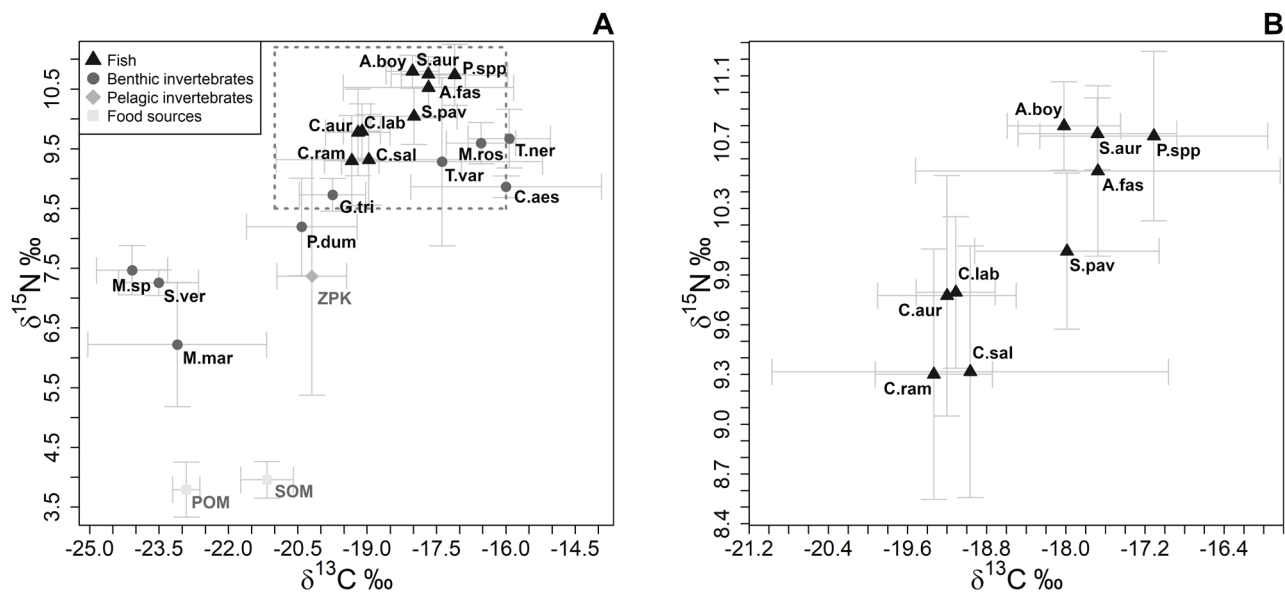 A
Fish
Benthic invertebrates
Pelagic invertebrates
Food sources
A.boy
S.aur
P.spp
A.fas
S.pav
C.aur
C.lab
C.ram
C.sal
M.ros
T.ner
T.var
C.aes
G.tri
P.dum
M.sp
S.ver
ZPK
M.mar
POM
SOM
δ15N ‰
3.5 4.5 5.5 6.5 7.5 8.5 9.5 10.5
-25.0 -23.5 -22.0 -20.5 -19.0 -17.5 -16.0 -14.5
δ13C ‰
B
A.boy
S.aur
P.spp
A.fas
S.pav
C.lab
C.aur
C.sal
C.ram
δ15N ‰
8.4 8.7 9.0 9.3 9.6 9.9 10.3 10.7 11.1
-21.2 -20.4 -19.6 -18.8 -18.0 -17.2 -16.4
δ13C ‰